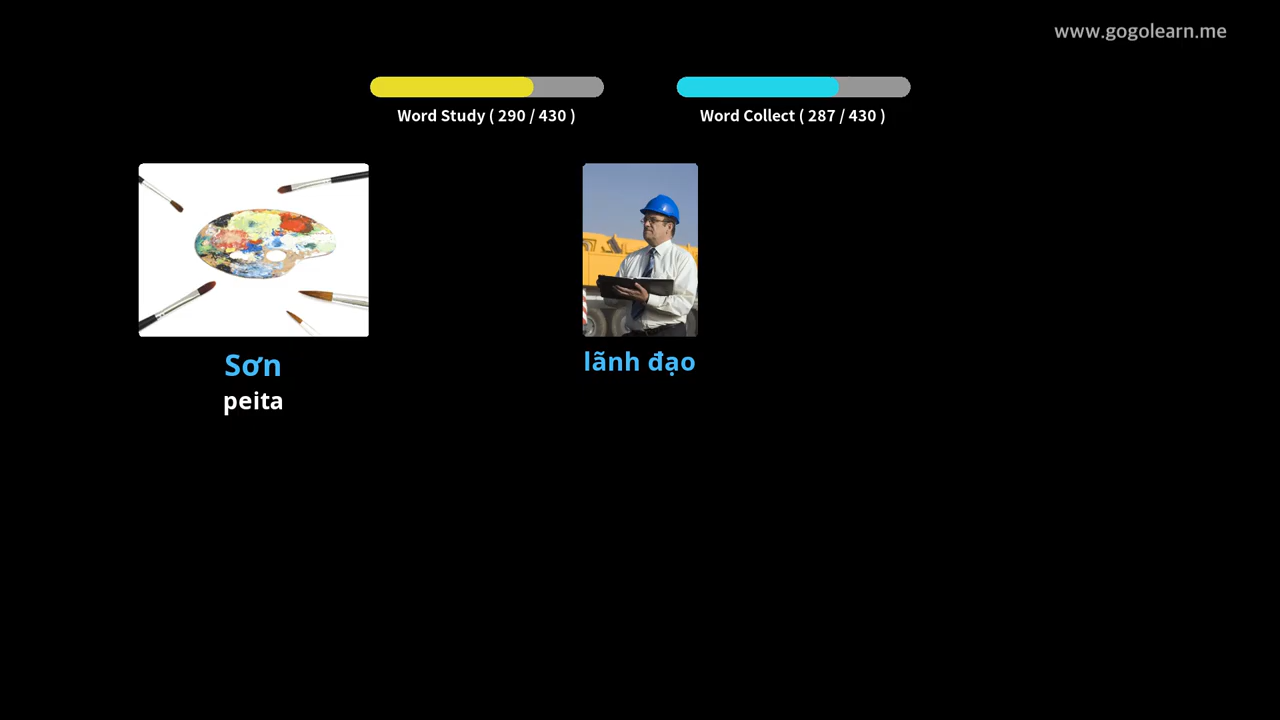 www.gogolearn.me
Word Study ( 290 / 430 )
Word Collect ( 287 / 430 )
Sơn
peita
lãnh đạo